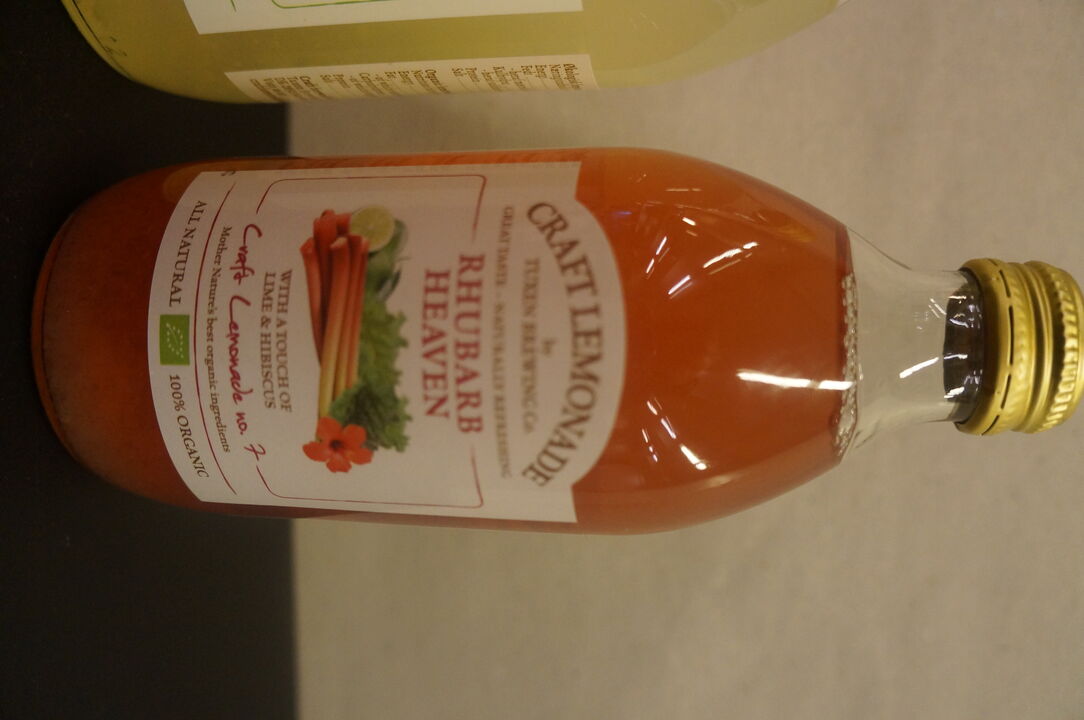 CRAFT LEMONADE
by
TUXEN BREWING Co.
GREAT TASTE - NATURALLY REFRESHING
RHUBARB
HEAVEN
WITH A TOUCH OF
LIME & HIBISCUS
Craft Lemonade no. 7
Mother Nature's best organic ingredients
ALL NATURAL 100% ORGANIC